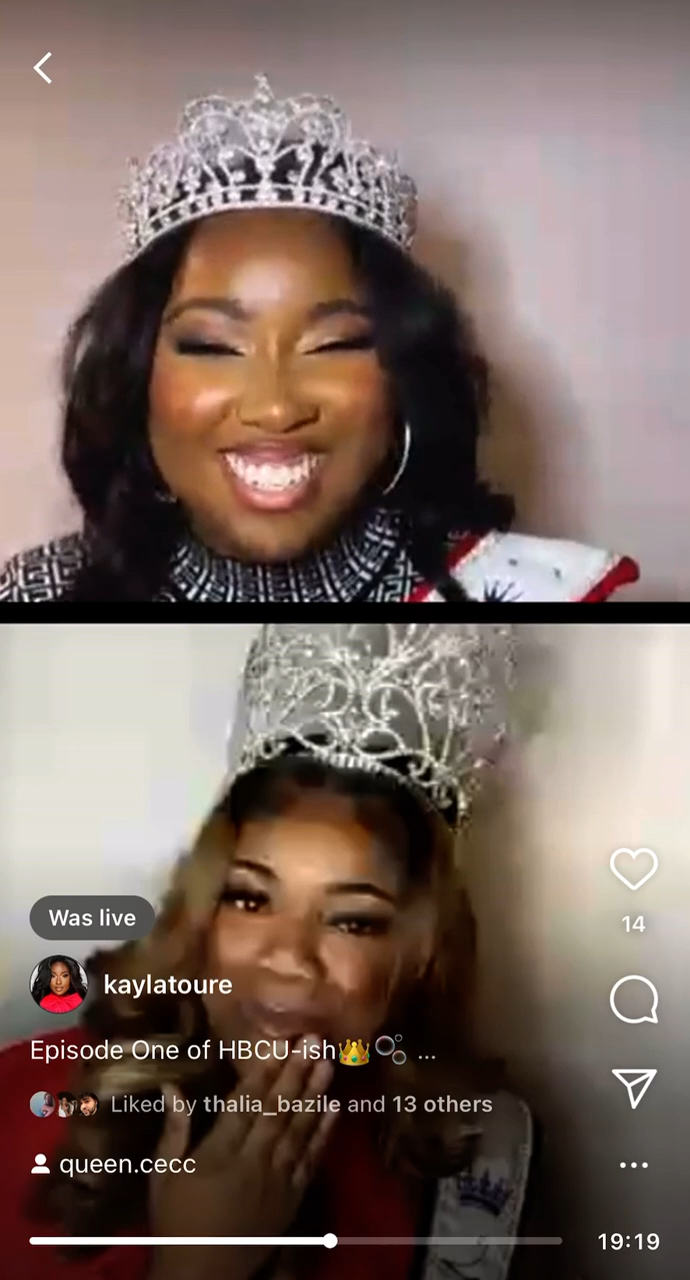 Was live
kaylatoure
Episode One of HBCU-ish👑🫧 ...
Liked by thalia_bazile and 13 others
queen.cecc
14
19:19